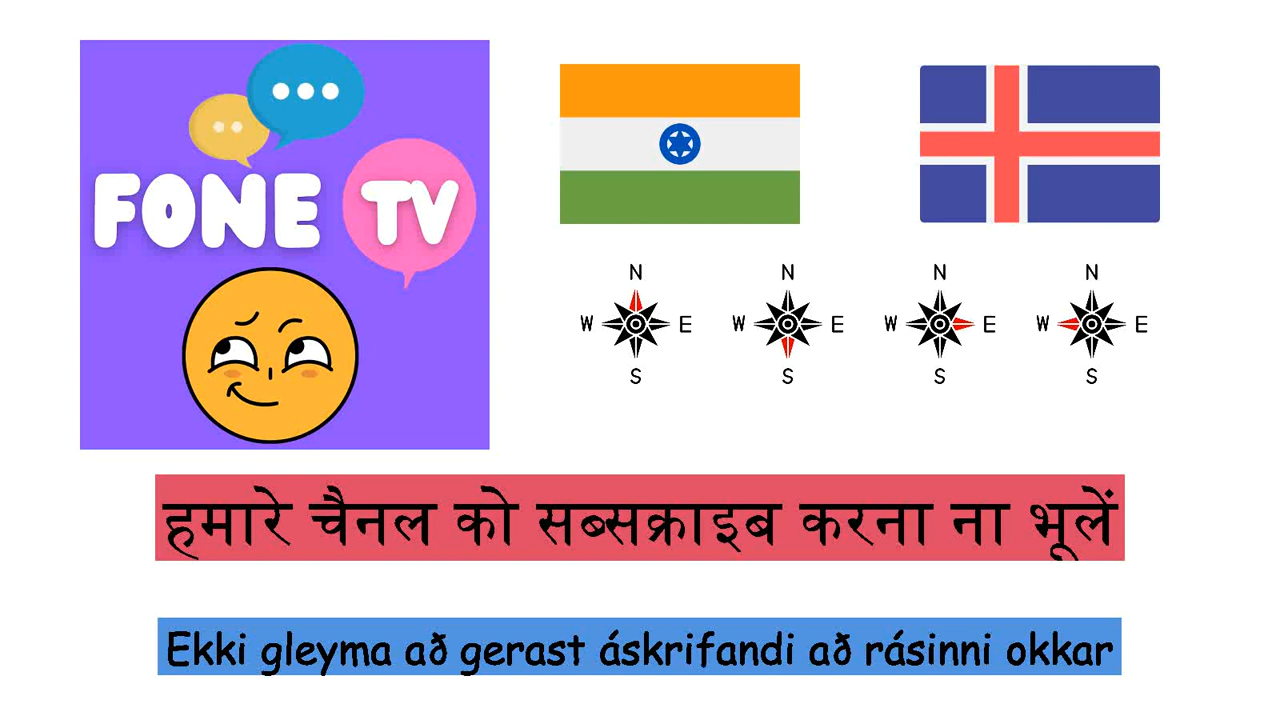 FONE TV
N N N N
W E W E W E W E
S S S S
हमारे चैनल को सब्सक्राइब करना ना भूलें
Ekki gleyma að gerast áskrifandi að rásinni okkar